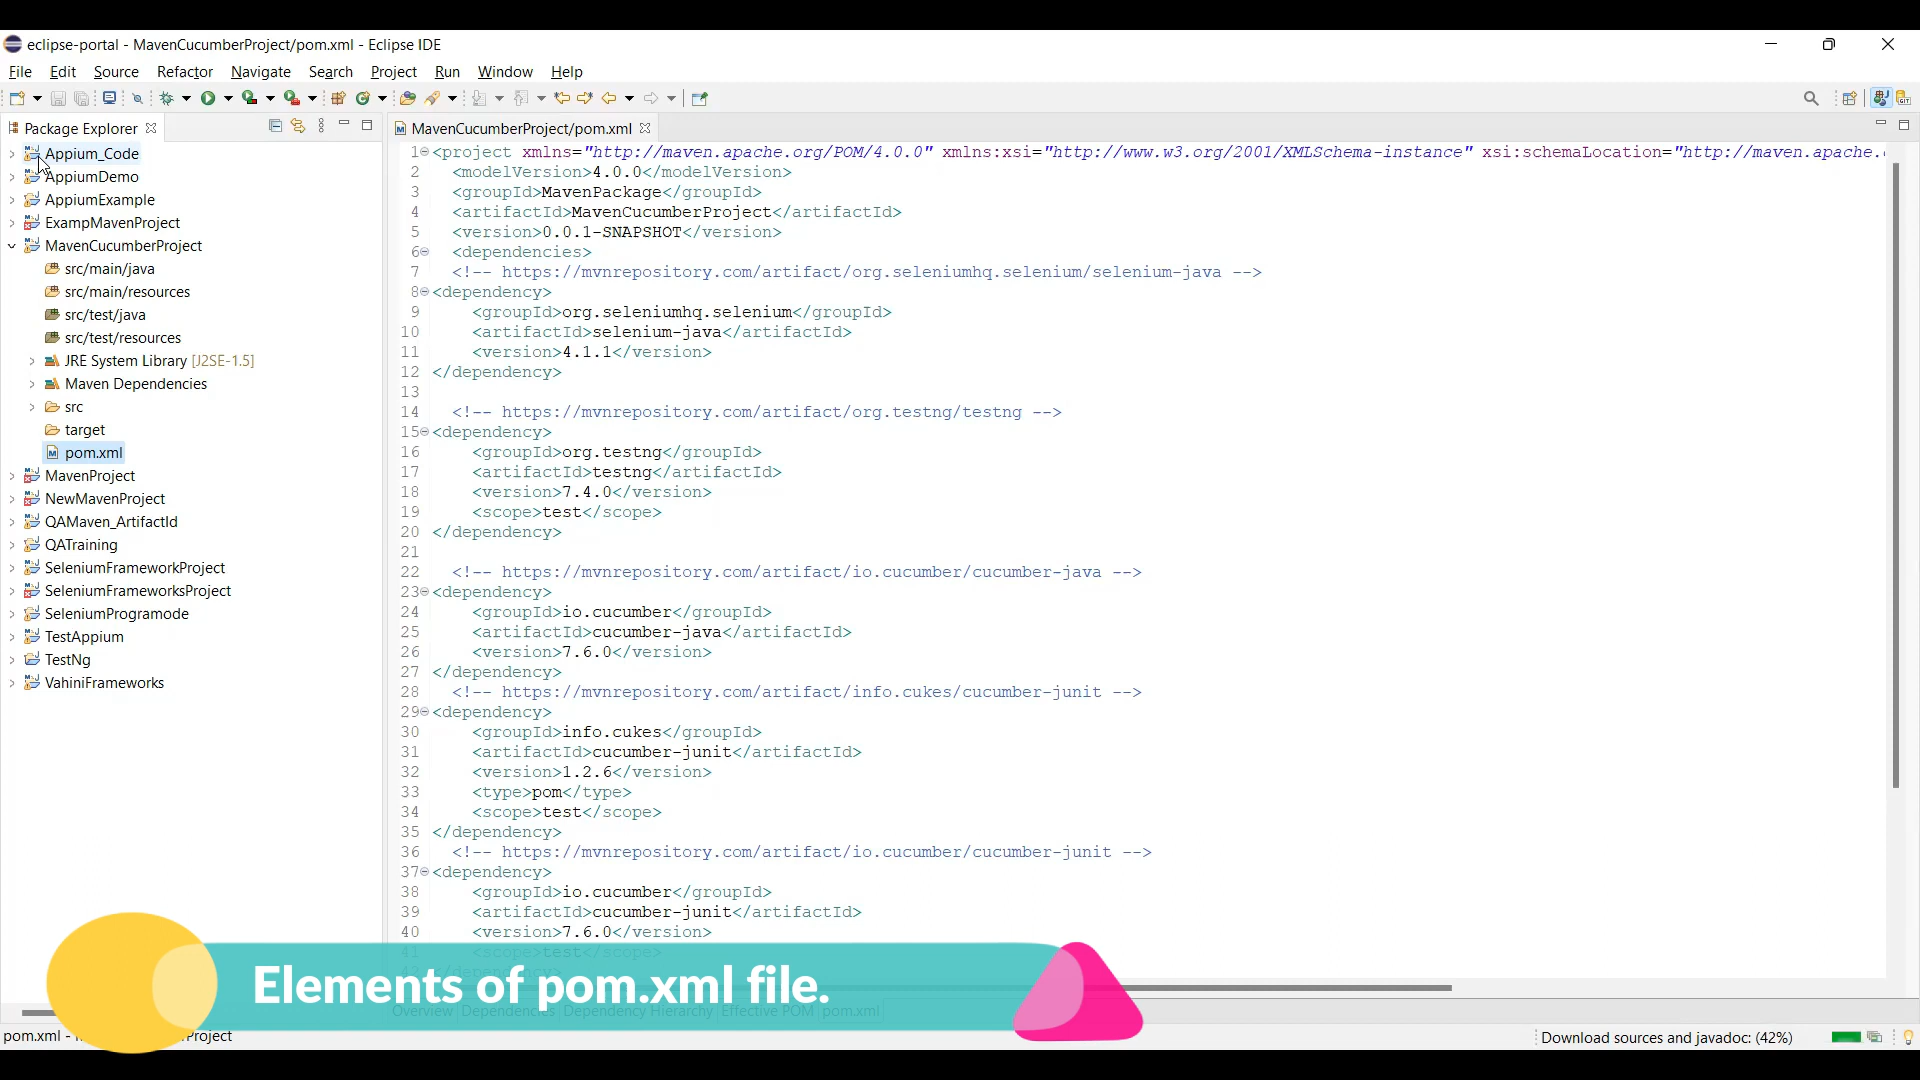 eclipse-portal - MavenCucumberProject/pom.xml - Eclipse IDE
File Edit Source Refactor Navigate Search Project Run Window Help
Package Explorer
MavenCucumberProject/pom.xml
Appium_Code
AppiumDemo
AppiumExample
ExampMavenProject
MavenCucumberProject
src/main/java
src/main/resources
src/test/java
src/test/resources
JRE System Library [J2SE-1.5]
Maven Dependencies
src
target
pom.xml
MavenProject
NewMavenProject
QAMaven_ArtifactId
QATraining
SeleniumFrameworkProject
SeleniumFrameworksProject
SeleniumProgramode
TestAppium
TestNg
VahiniFrameworks
1 <project xmlns="http://maven.apache.org/POM/4.0.0" xmlns:xsi="http://www.w3.org/2001/XMLSchema-instance" xsi:schemaLocation="http://maven.apache.
2 <modelVersion>4.0.0</modelVersion>
3 <groupId>MavenPackage</groupId>
4 <artifactId>MavenCucumberProject</artifactId>
5 <version>0.0.1-SNAPSHOT</version>
6 <dependencies>
7 <!-- https://mvnrepository.com/artifact/org.seleniumhq.selenium/selenium-java -->
8 <dependency>
9 <groupId>org.seleniumhq.selenium</groupId>
10 <artifactId>selenium-java</artifactId>
11 <version>4.1.1</version>
12 </dependency>
13
14 <!-- https://mvnrepository.com/artifact/org.testng/testng -->
15 <dependency>
16 <groupId>org.testng</groupId>
17 <artifactId>testng</artifactId>
18 <version>7.4.0</version>
19 <scope>test</scope>
20 </dependency>
21
22 <!-- https://mvnrepository.com/artifact/io.cucumber/cucumber-java -->
23 <dependency>
24 <groupId>io.cucumber</groupId>
25 <artifactId>cucumber-java</artifactId>
26 <version>7.6.0</version>
27 </dependency>
28 <!-- https://mvnrepository.com/artifact/info.cukes/cucumber-junit -->
29 <dependency>
30 <groupId>info.cukes</groupId>
31 <artifactId>cucumber-junit</artifactId>
32 <version>1.2.6</version>
33 <type>pom</type>
34 <scope>test</scope>
35 </dependency>
36 <!-- https://mvnrepository.com/artifact/io.cucumber/cucumber-junit -->
37 <dependency>
38 <groupId>io.cucumber</groupId>
39 <artifactId>cucumber-junit</artifactId>
40 <version>7.6.0</version>
41 <scope>test</scope>
Elements of pom.xml file.
Overview Dependencies Dependency Hierarchy Effective POM pom.xml
pom.xml - Project
Download sources and javadoc: (42%)